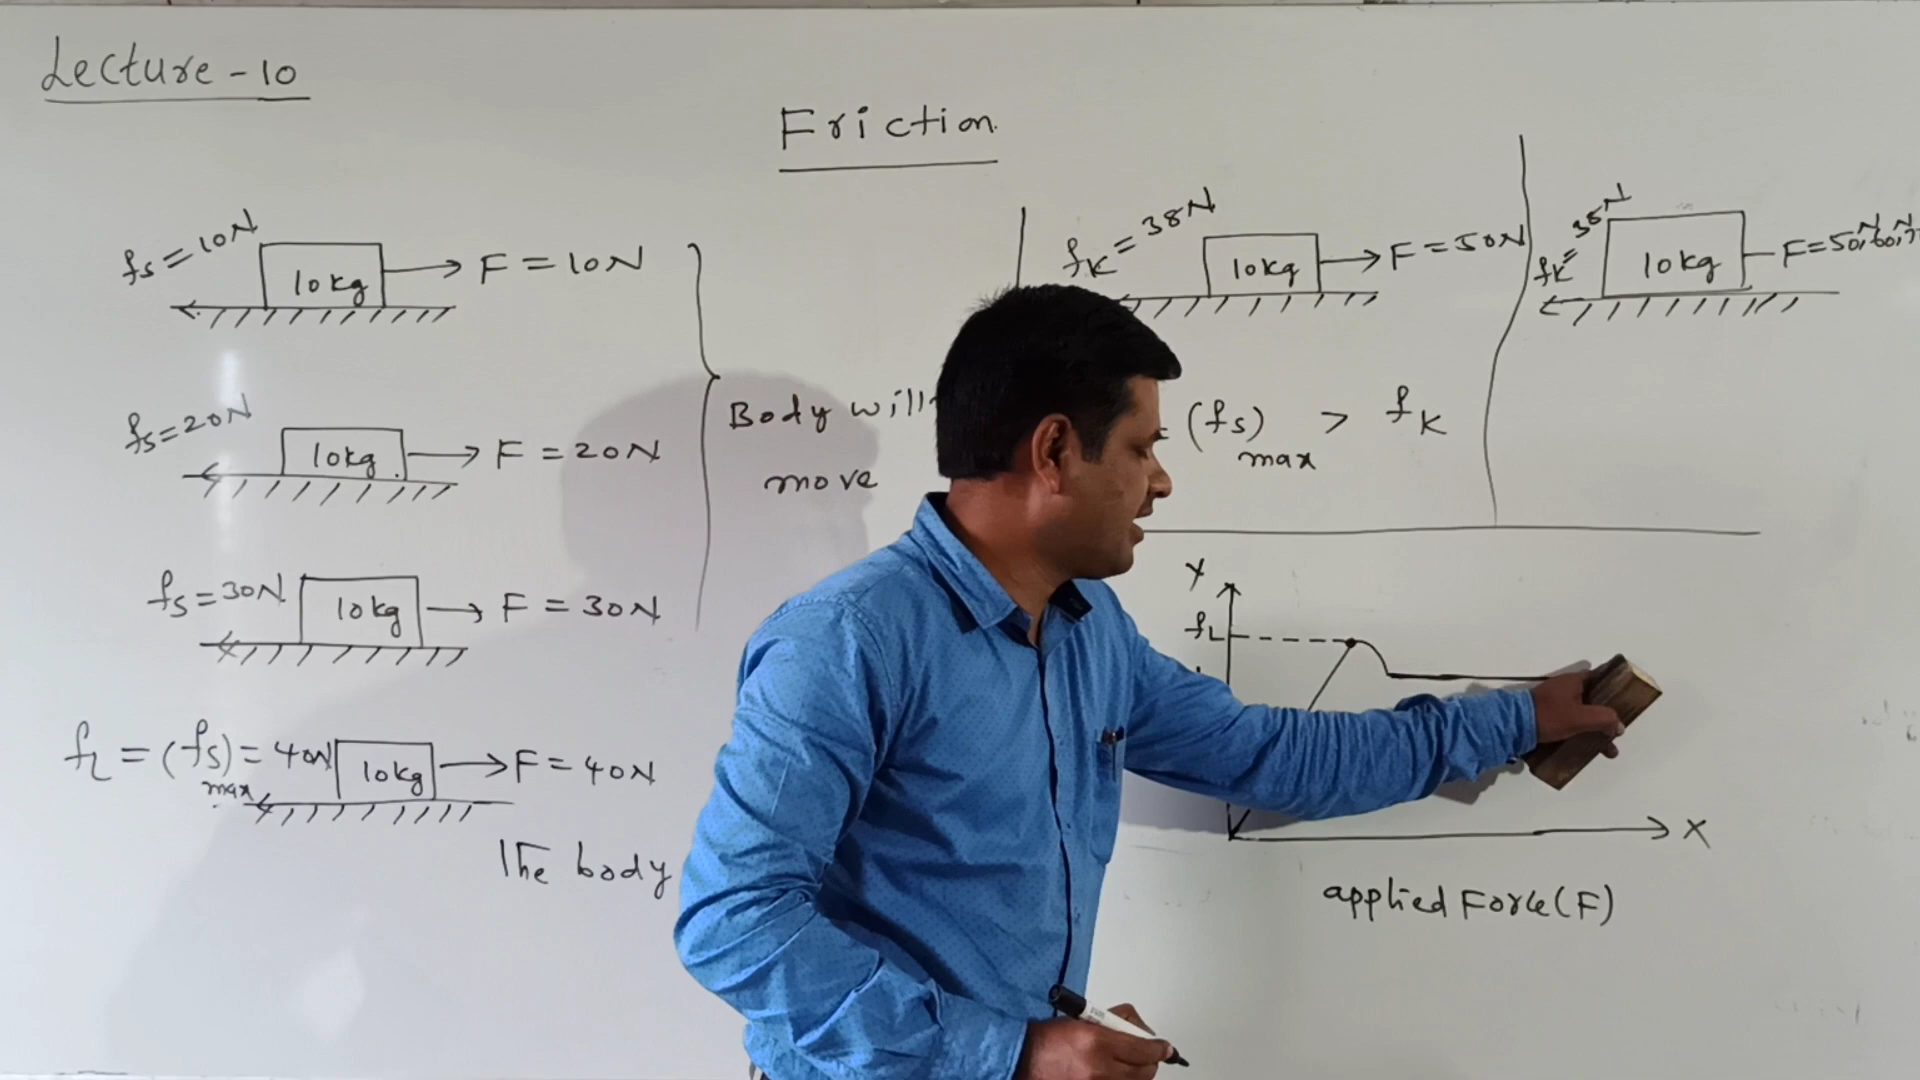 Lecture - 10
Friction
fs = 10N 10kg F = 10N
fs = 20N 10kg F = 20N
fs = 30N 10kg F = 30N
fL = (fs)max = 40N 10kg F = 40N
The body
Body will
move
fK = 38N 10kg F = 50N
(fs)max > fK
fK = 38N 10kg F = 50N, 60N,
Y
fL
X
applied Force (F)